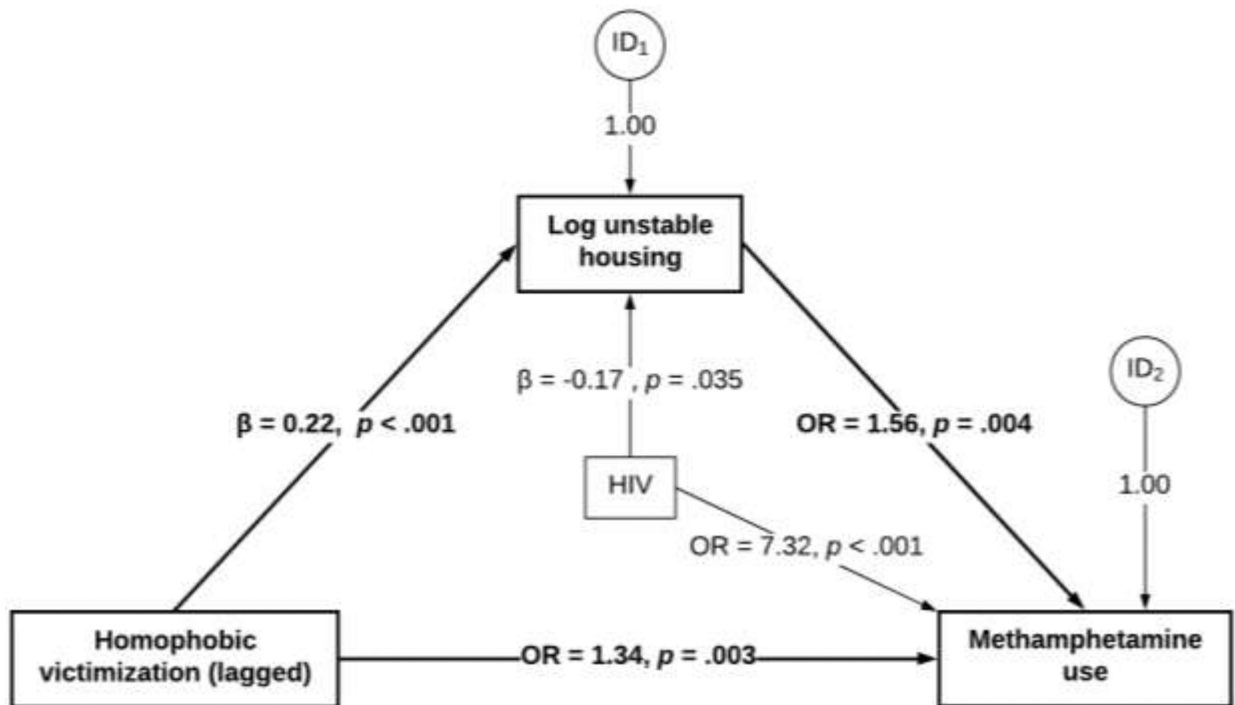 ID₁
1.00
Log unstable
housing
β = -0.17 , p = .035
ID₂
β = 0.22, p < .001
OR = 1.56, p = .004
HIV
1.00
OR = 7.32, p < .001
Homophobic
victimization (lagged)
OR = 1.34, p = .003
Methamphetamine
use